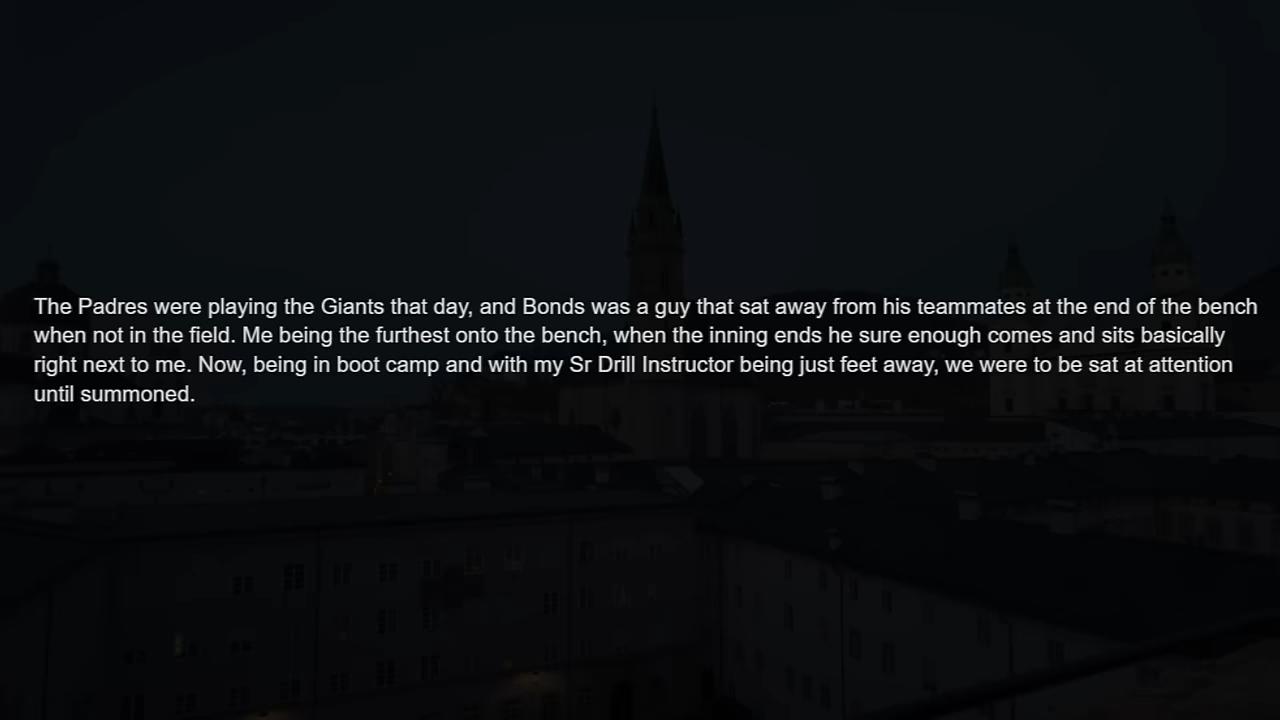 The Padres were playing the Giants that day, and Bonds was a guy that sat away from his teammates at the end of the bench
when not in the field. Me being the furthest onto the bench, when the inning ends he sure enough comes and sits basically
right next to me. Now, being in boot camp and with my Sr Drill Instructor being just feet away, we were to be sat at attention
until summoned.